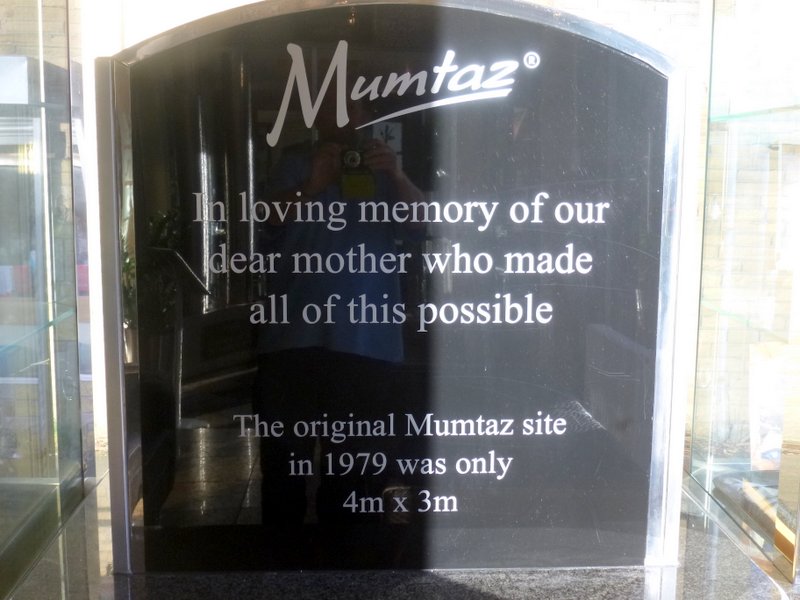 Mumtaz®
In loving memory of our
dear mother who made
all of this possible
The original Mumtaz site
in 1979 was only
4m x 3m